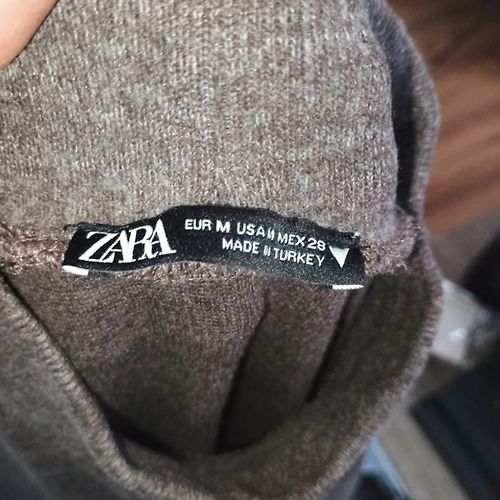 ZARA
EUR M USA M MEX 28
MADE IN TURKEY